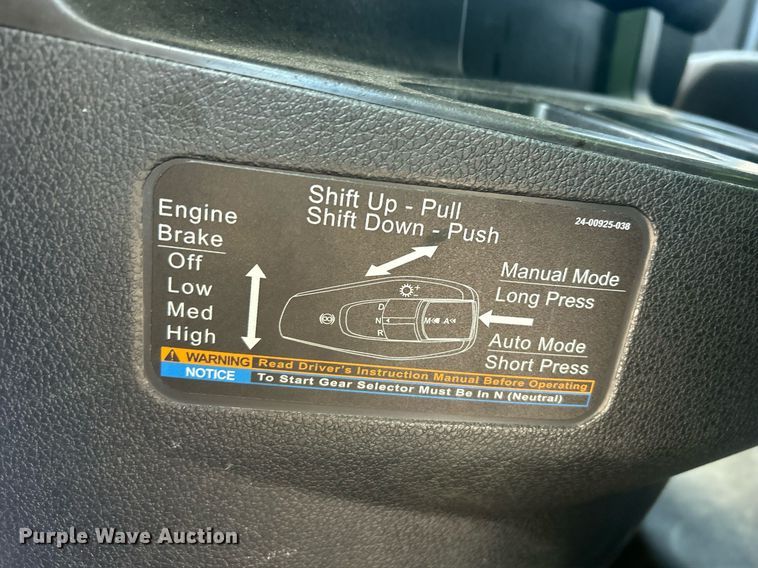 Shift Up - Pull
Shift Down - Push
24-00925-038
Engine
Brake
Off
Low
Med
High
D
N
R
M
A
+
-
Manual Mode
Long Press
Auto Mode
Short Press
WARNING Read Driver's Instruction Manual Before Operating
NOTICE To Start Gear Selector Must Be in N (Neutral)
Purple Wave Auction